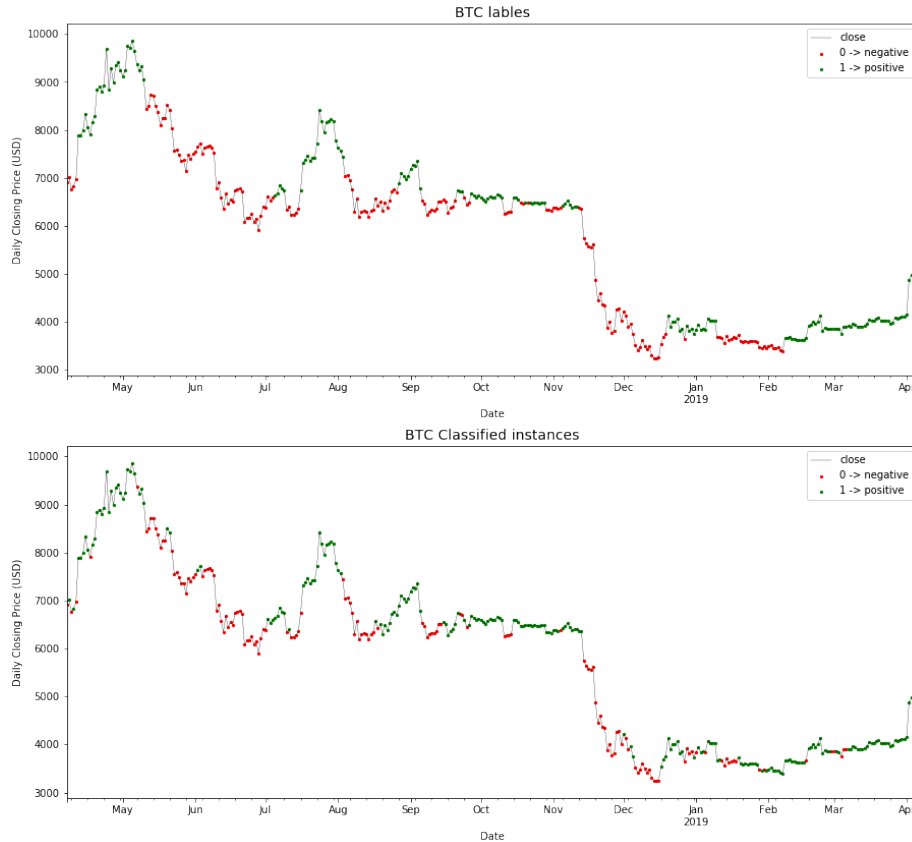 BTC lables
10000
9000
8000
7000
6000
5000
4000
3000
Daily Closing Price (USD)
close
0 -> negative
1 -> positive
May
Jun
Jul
Aug
Sep
Oct
Nov
Dec
Jan
2019
Feb
Mar
Apr
Date
BTC Classified instances
10000
9000
8000
7000
6000
5000
4000
3000
Daily Closing Price (USD)
close
0 -> negative
1 -> positive
May
Jun
Jul
Aug
Sep
Oct
Nov
Dec
Jan
2019
Feb
Mar
Apr
Date